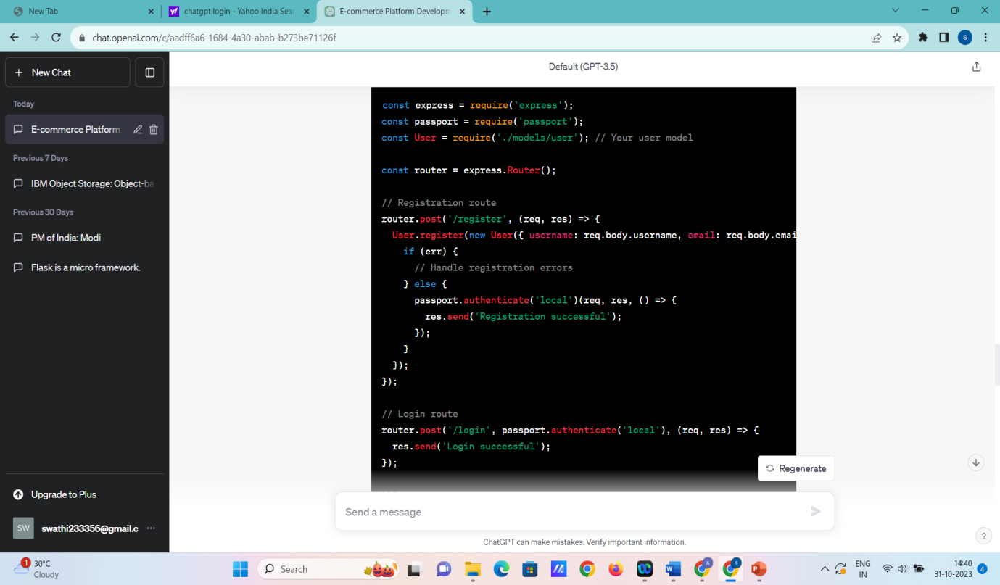 New Tab
chatgpt login - Yahoo India Sear
E-commerce Platform Developm
chat.openai.com/c/aadff6a6-1684-4a30-abab-b273be71126f
S
New Chat
Default (GPT-3.5)
Today
E-commerce Platform
Previous 7 Days
IBM Object Storage: Object-ba
Previous 30 Days
PM of India: Modi
Flask is a micro framework.
const express = require('express');
const passport = require('passport');
const User = require('./models/user'); // Your user model
const router = express.Router();
// Registration route
router.post('/register', (req, res) => {
User.register(new User({ username: req.body.username, email: req.body.emai
if (err) {
// Handle registration errors
} else {
passport.authenticate('local')(req, res, () => {
res.send('Registration successful');
});
}
});
});
// Login route
router.post('/login', passport.authenticate('local'), (req, res) => {
res.send('Login successful');
});
Regenerate
Send a message
ChatGPT can make mistakes. Verify important information.
?
Upgrade to Plus
SW
swathi233356@gmail.c
1
30°C
Cloudy
Search
ENG
IN
14:40
31-10-2023
4